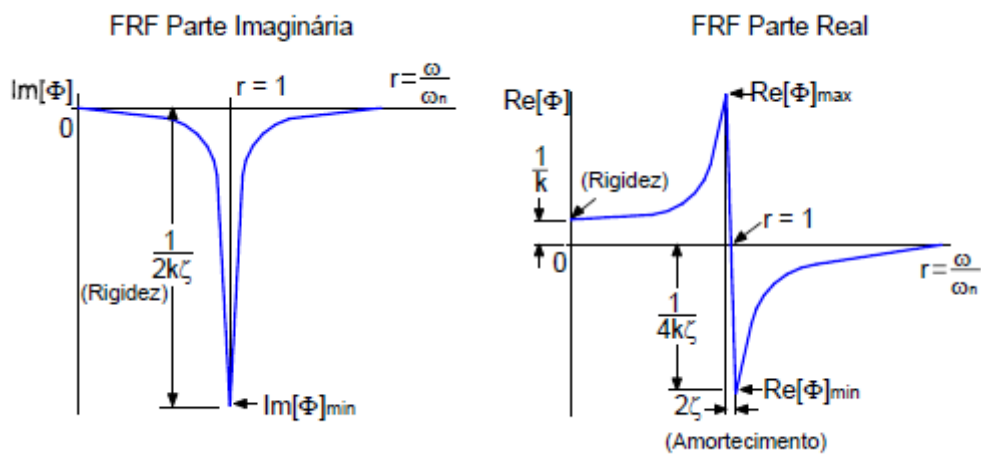 FRF Parte Imaginária
Im[Φ]
0
r = 1
r = ω/ωn
1/2kζ
(Rigidez)
Im[Φ]min
FRF Parte Real
Re[Φ]
Re[Φ]max
1/k
(Rigidez)
r = 1
0
r = ω/ωn
1/4kζ
Re[Φ]min
2ζ
(Amortecimento)